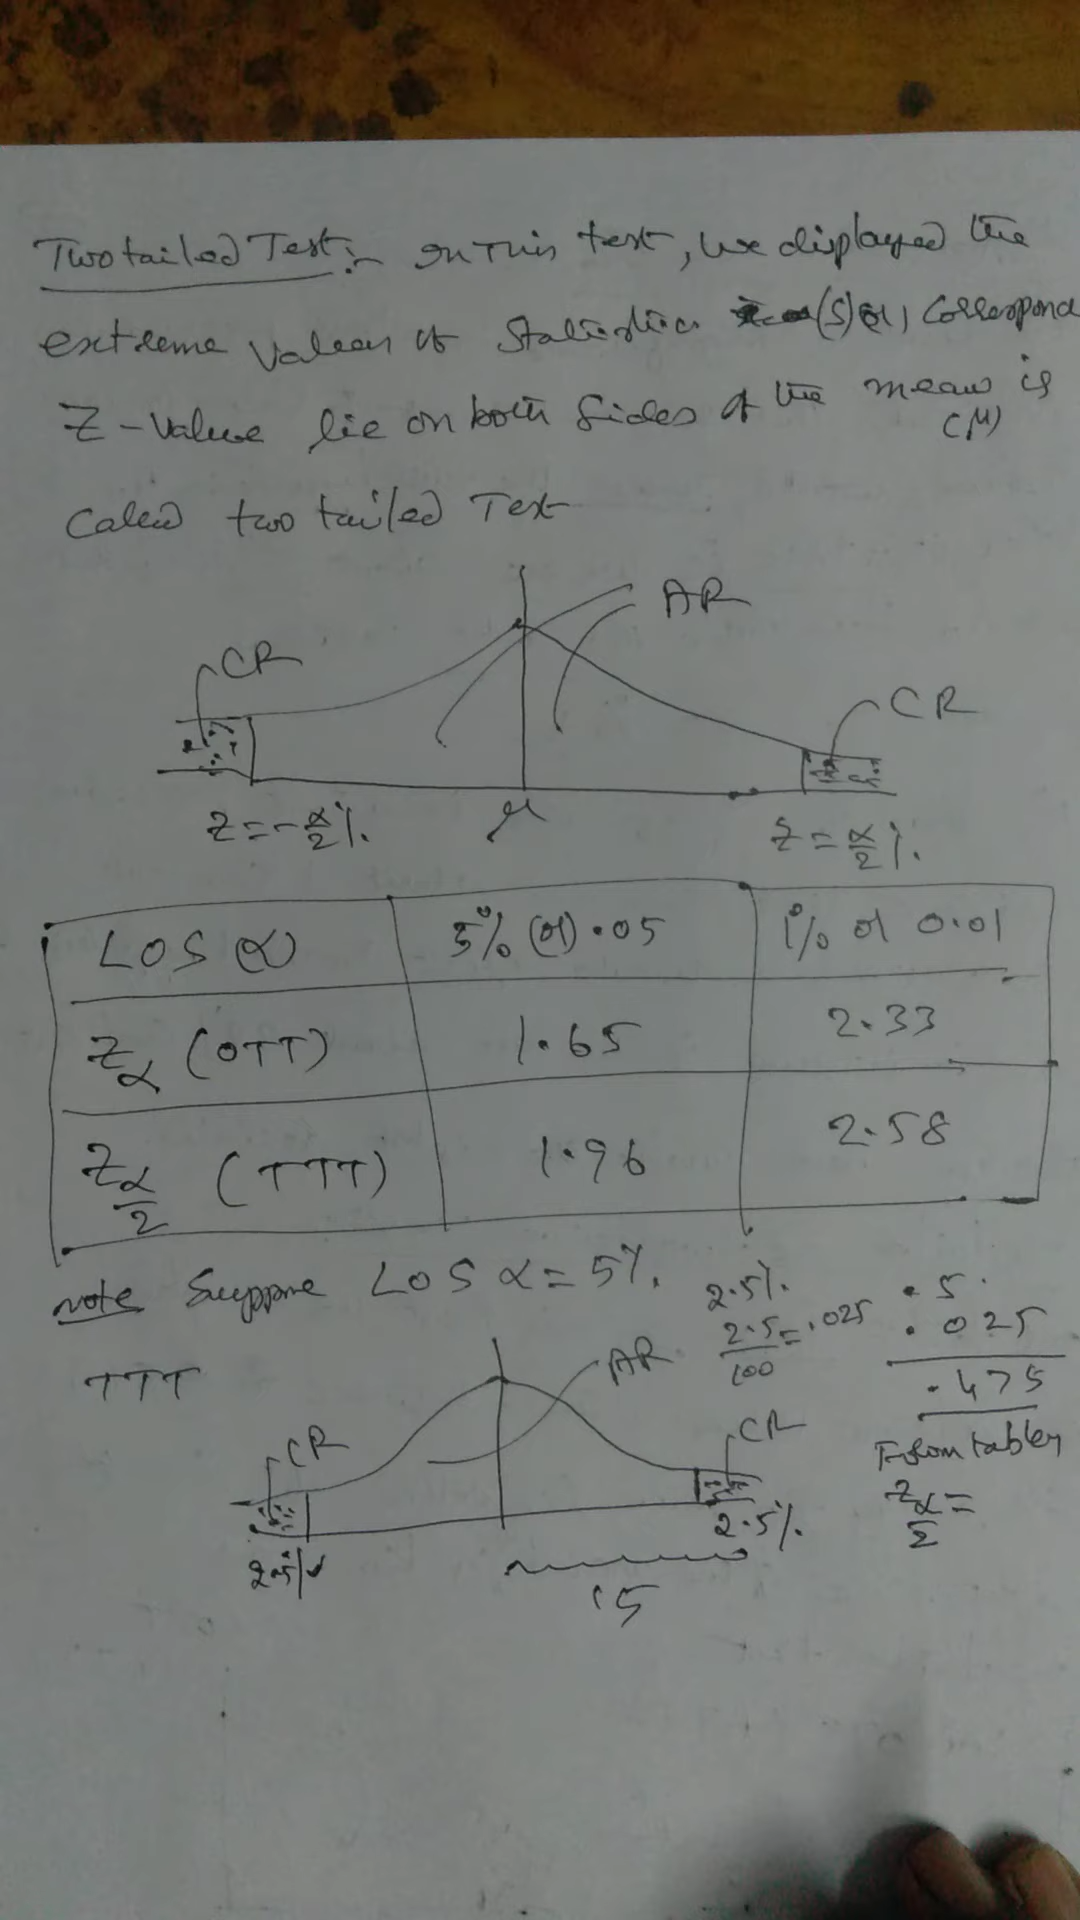 Two tailed Test:- In This test, we displayed the
extreme values of Statistics (S) or, Correspond
Z-Value lie on both Sides of the mean is
(μ)
Caled two tailed Test
AR
CR
CR
Z = -α/2 %.
μ
Z = α/2 %.
LOS α 5% (or) .05 1% or 0.01
Zα (OTT) 1.65 2.33
Zα/2 (TTT) 1.96 2.58
note Suppose LOS α = 5%.
2.5%.
2.5/100 = .025
.5
.025
.475
From tables
Zα/2 =
TTT
AR
CR
CR
2.5%
2.5%.
.5